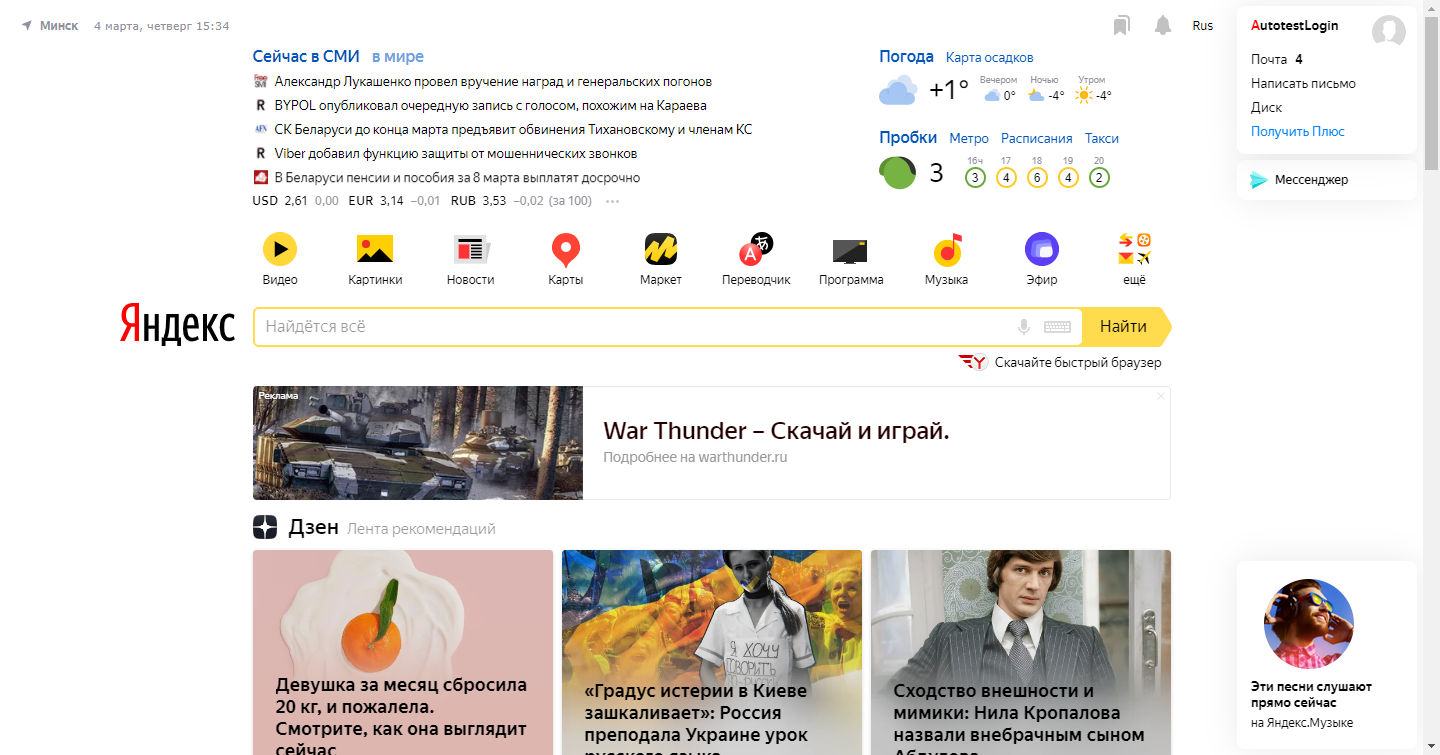 Минск 4 марта, четверг 15:34
Rus
AutotestLogin
Почта 4
Написать письмо
Диск
Получить Плюс
Мессенджер
Сейчас в СМИ в мире
Александр Лукашенко провел вручение наград и генеральских погонов
BYPOL опубликовал очередную запись с голосом, похожим на Караева
СК Беларуси до конца марта предъявит обвинения Тихановскому и членам КС
Viber добавил функцию защиты от мошеннических звонков
В Беларуси пенсии и пособия за 8 марта выплатят досрочно
USD 2,61 0,00 EUR 3,14 −0,01 RUB 3,53 −0,02 (за 100)
Погода Карта осадков
+1° Вечером 0° Ночью -4° Утром -4°
Пробки Метро Расписания Такси
3
16ч 17 18 19 20
3 4 6 4 2
Видео Картинки Новости Карты Маркет Переводчик Программа Музыка Эфир ещё
Яндекс
Найдётся всё
Найти
Скачайте быстрый браузер
Реклама
War Thunder – Скачай и играй.
Подробнее на warthunder.ru
Дзен Лента рекомендаций
Девушка за месяц сбросила
20 кг, и пожалела.
Смотрите, как она выглядит
сейчас
Я ХОЧУ
ГОВОРИТЬ
«Градус истерии в Киеве
зашкаливает»: Россия
преподала Украине урок
русского языка
Сходство внешности и
мимики: Нила Кропалова
назвали внебрачным сыном
Абдулова
Эти песни слушают
прямо сейчас
на Яндекс.Музыке